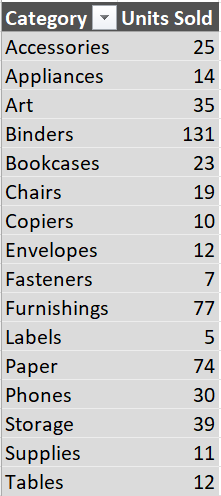 Category Units Sold
Accessories 25
Appliances 14
Art 35
Binders 131
Bookcases 23
Chairs 19
Copiers 10
Envelopes 12
Fasteners 7
Furnishings 77
Labels 5
Paper 74
Phones 30
Storage 39
Supplies 11
Tables 12